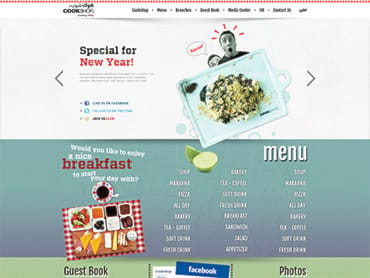 COOKSHOP
Cookshop
Menu
Branches
Guest Book
Media Center
HR
Contact Us
عربي
Special for
New Year!
LIKE US ON FACEBOOK
FOLLOW US ON TWITTER
JOIN US
Would you like to enjoy
a nice
breakfast
to start
your day with?
menu
SOUP
MAKARNA
PIZZA
ALL DAY
BAKERY
TEA - COFFEE
SOFT DRINK
FRESH DRINK
BAKERY
TEA - COFFEE
SOFT DRINK
FRESH DRINK
BREAKFAST
SANDWICH
SALAD
APPETIZER
SOUP
MAKARNA
PIZZA
ALL DAY
BAKERY
TEA - COFFEE
SOFT DRINK
FRESH DRINK
Guest Book
Cookshop
facebook
Photos